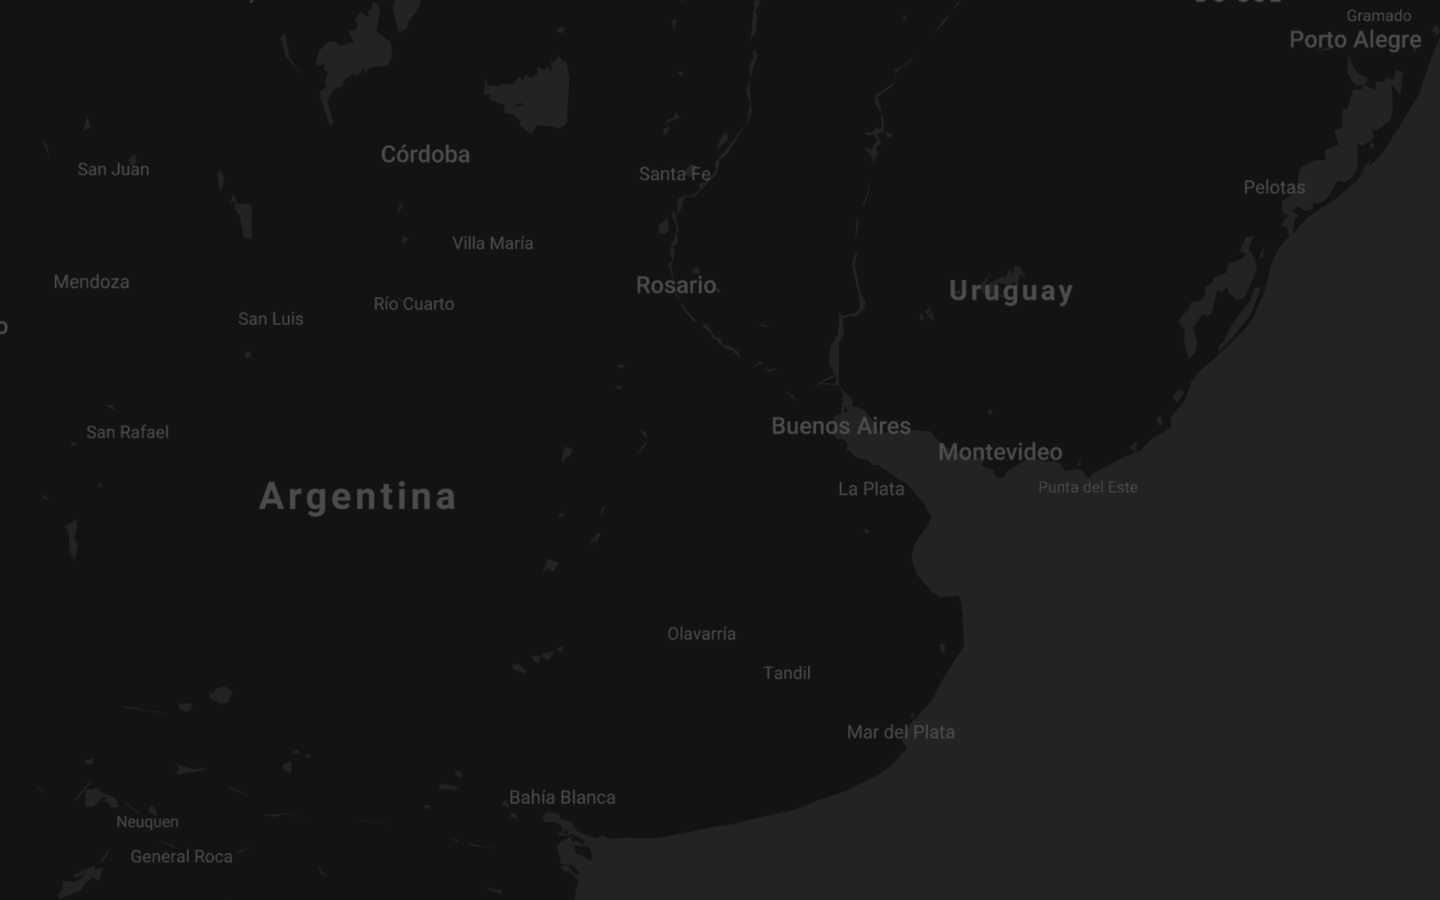 Gramado
Porto Alegre
Córdoba
San Juan
Santa Fe
Pelotas
Villa María
Mendoza
Rosario
Uruguay
Río Cuarto
San Luis
Buenos Aires
San Rafael
Montevideo
Argentina
La Plata
Punta del Este
Olavarría
Tandil
Mar del Plata
Bahía Blanca
Neuquen
General Roca